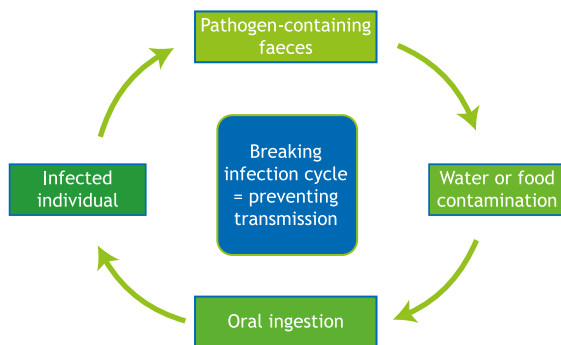 Pathogen-containing
faeces
Breaking
infection cycle
= preventing
transmission
Infected
individual
Water or food
contamination
Oral ingestion